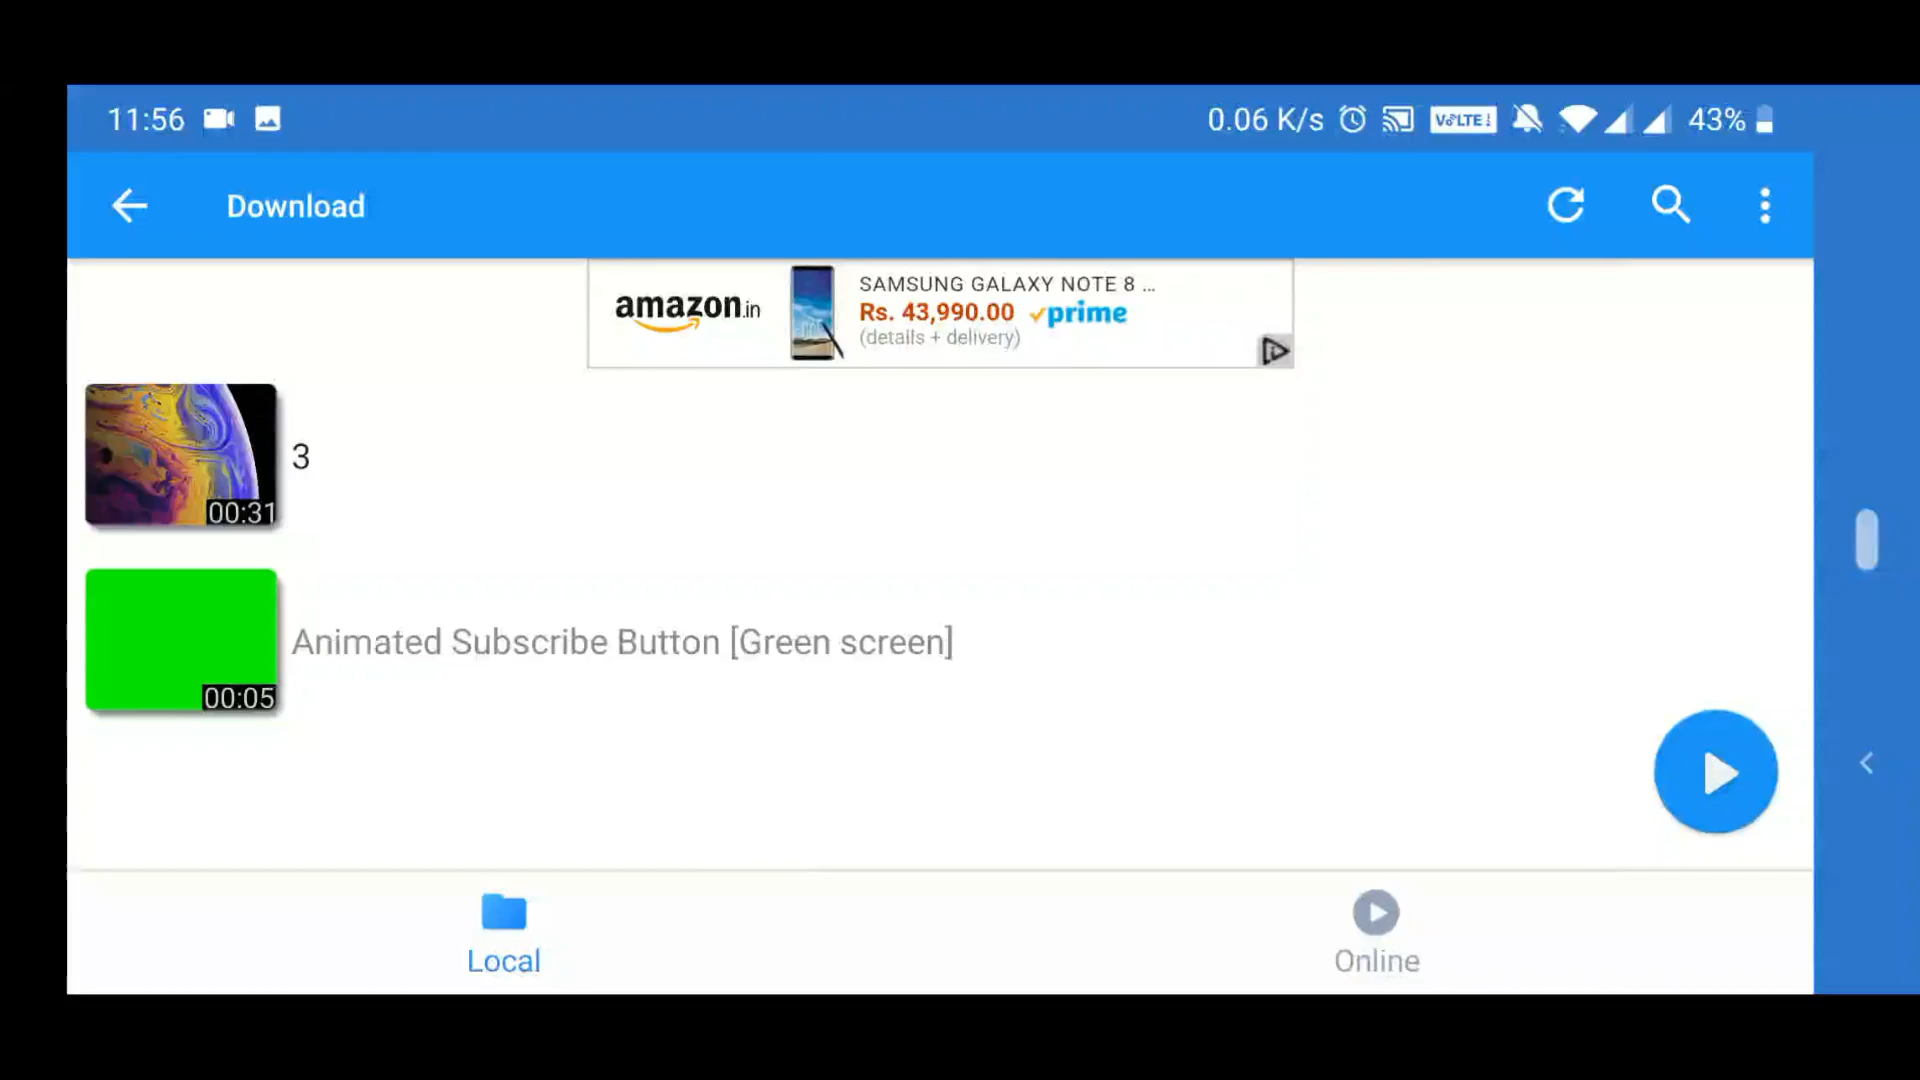 11:56 0.06 K/s VoLTE 43%
Download
amazon.in
SAMSUNG GALAXY NOTE 8 ...
Rs. 43,990.00 prime
(details + delivery)
3
00:31
Animated Subscribe Button [Green screen]
00:05
Local
Online